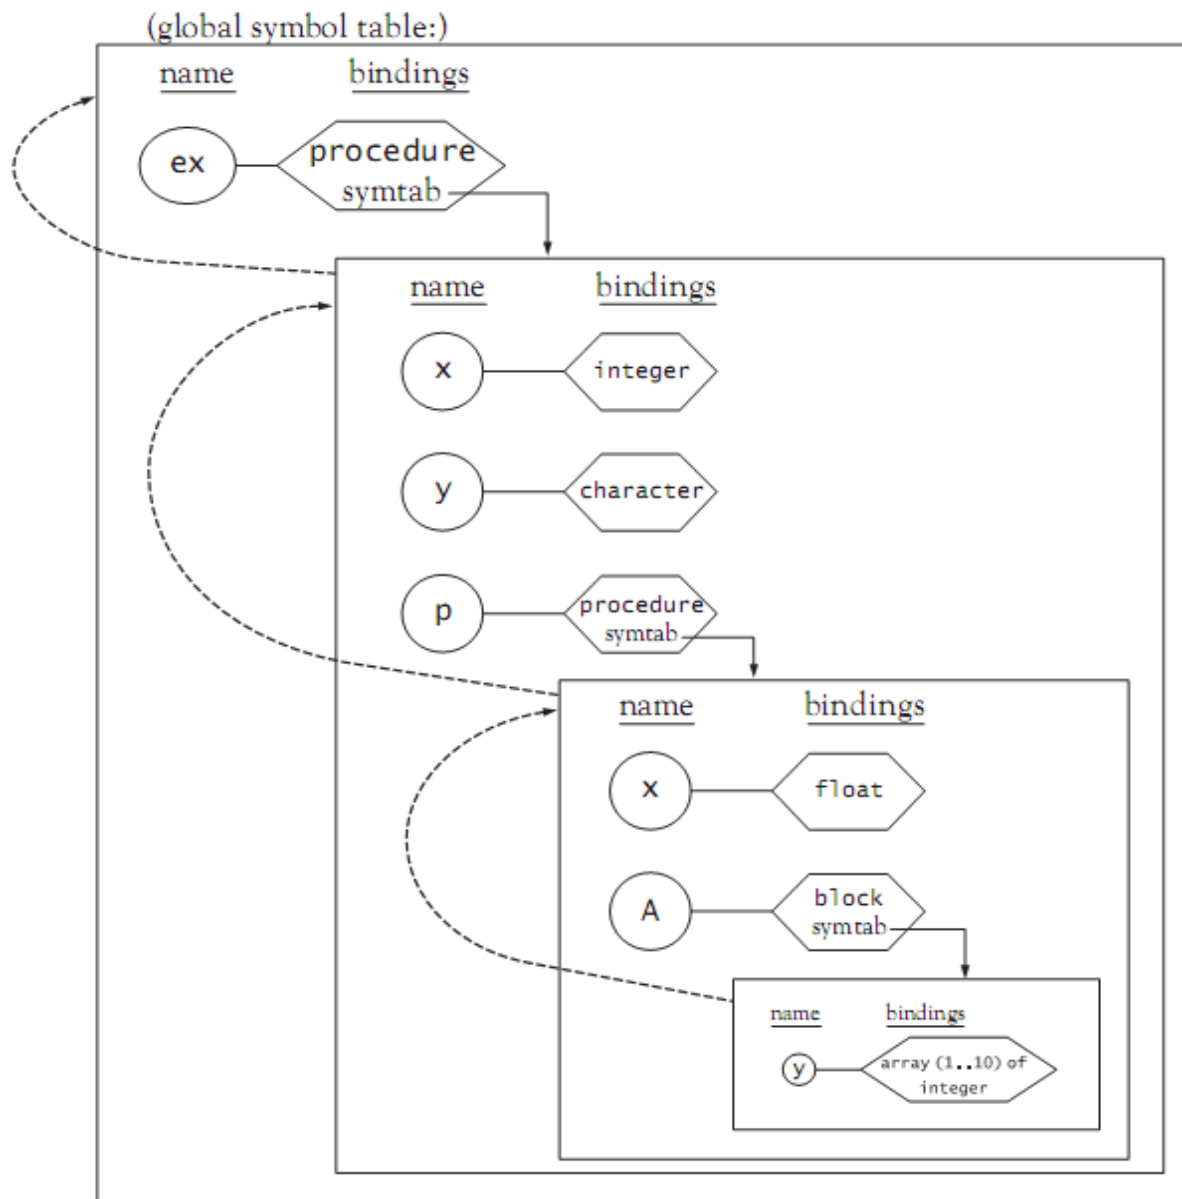 (global symbol table:)
name bindings
ex procedure
symtab
name bindings
x integer
y character
p procedure
symtab
name bindings
x float
A block
symtab
name bindings
y array (1..10) of
integer